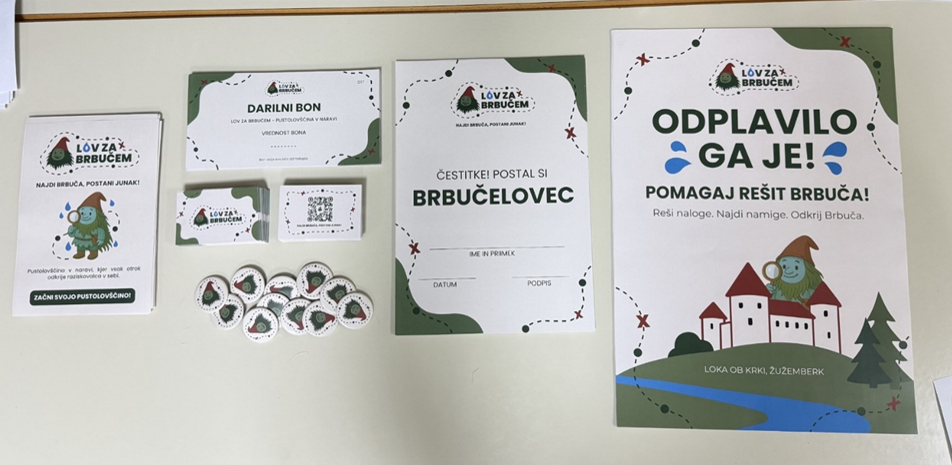 LOV ZA
BRBUČEM
NAJDI BRBUČA, POSTANI JUNAK!
Pustolovščina v naravi, kjer vsak otrok
odkrije raziskovalca v sebi.
ZAČNI SVOJO PUSTOLOVŠČINO!
LOV ZA
BRBUČEM
DARILNI BON
LOV ZA BRBUČEM – PUSTOLOVŠČINA V NARAVI
VREDNOST BONA
LOV ZA
BRBUČEM
LOV ZA
BRBUČEM
NAJDI BRBUČA, POSTANI JUNAK!
ČESTITKE! POSTAL SI
BRBUČELOVEC
IME IN PRIIMEK
DATUM
PODPIS
LOV ZA
BRBUČEM
ODPLAVILO
GA JE!
POMAGAJ REŠIT BRBUČA!
Reši naloge. Najdi namige. Odkrij Brbuča.
LOKA OB KRKI, ŽUŽEMBERK